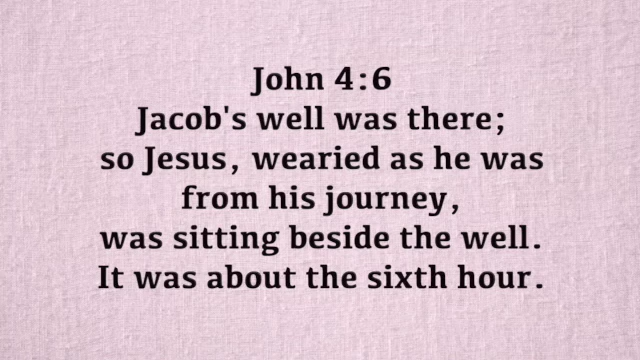 John 4:6
Jacob's well was there;
so Jesus, wearied as he was
from his journey,
was sitting beside the well.
It was about the sixth hour.